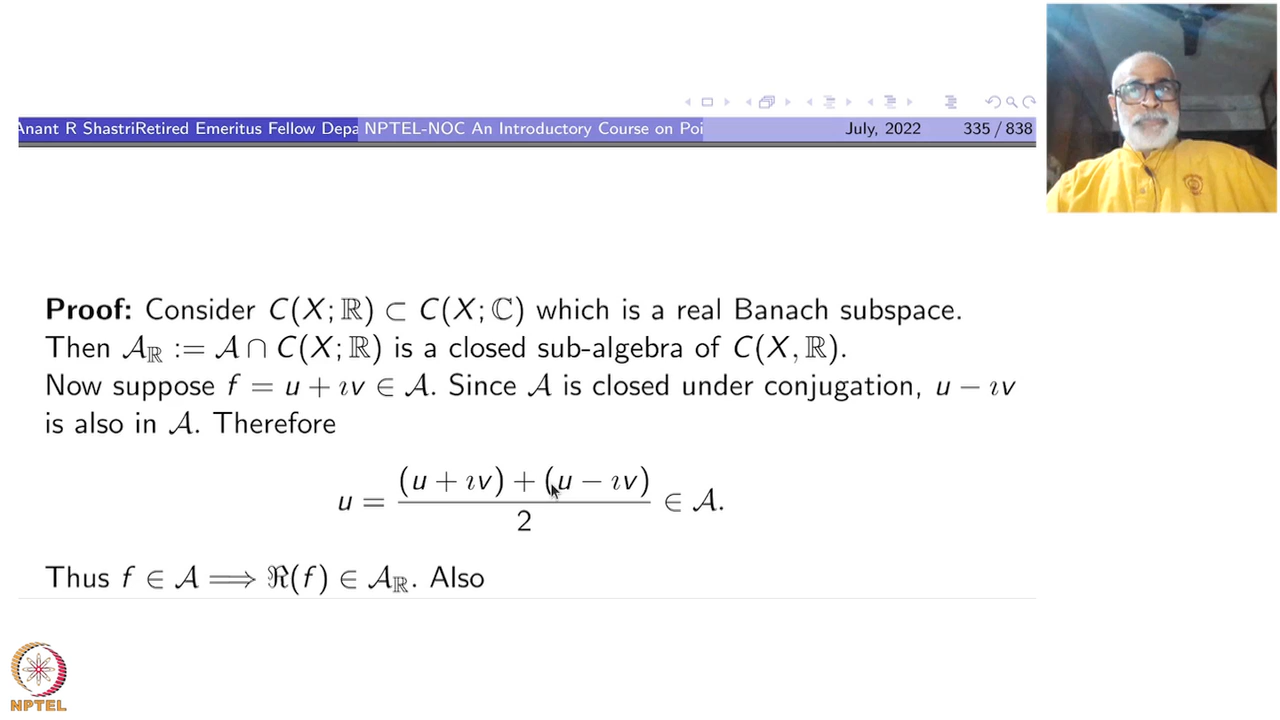 Anant R ShastriRetired Emeritus Fellow Depa NPTEL-NOC An Introductory Course on Poi July, 2022 335 / 838
Proof: Consider C(X; ℝ) ⊂ C(X; ℂ) which is a real Banach subspace.
Then 𝒜_ℝ := 𝒜 ∩ C(X; ℝ) is a closed sub-algebra of C(X, ℝ).
Now suppose f = u + ıv ∈ 𝒜. Since 𝒜 is closed under conjugation, u − ıv
is also in 𝒜. Therefore
u = (u + ıv) + (u − ıv) / 2 ∈ 𝒜.
Thus f ∈ 𝒜 ⟹ ℜ(f) ∈ 𝒜_ℝ. Also
NPTEL